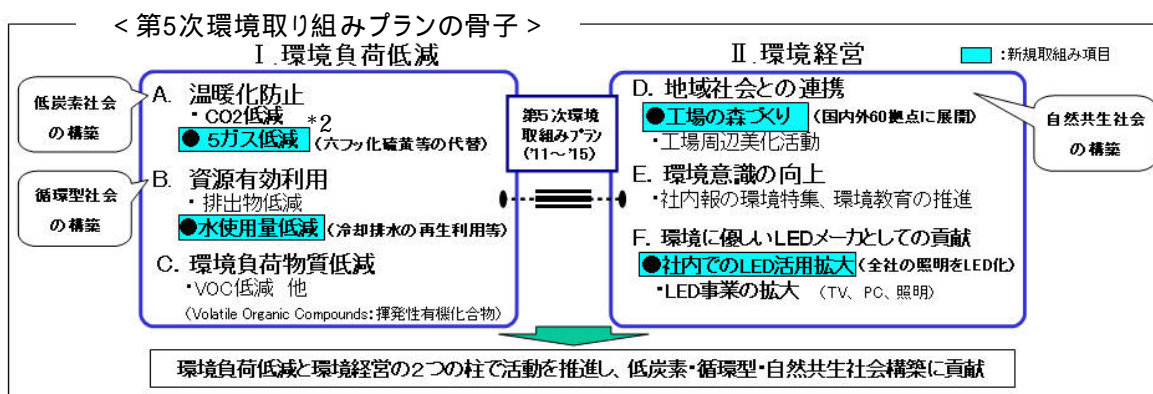 ＜第5次環境取り組みプランの骨子＞
Ⅰ.環境負荷低減
Ⅱ.環境経営
:新規取組み項目
低炭素社会
の構築
A. 温暖化防止
・CO2低減 *2
●5ガス低減(六フッ化硫黄等の代替)
循環型社会
の構築
B. 資源有効利用
・排出物低減
●水使用量低減(冷却排水の再生利用等)
C. 環境負荷物質低減
・VOC低減 他
(Volatile Organic Compounds:揮発性有機化合物)
第5次環境
取組みプラン
('11～'15)
D. 地域社会との連携
●工場の森づくり(国内外60拠点に展開)
・工場周辺美化活動
自然共生社会
の構築
E. 環境意識の向上
・社内報の環境特集、環境教育の推進
F. 環境に優しいLEDメーカとしての貢献
●社内でのLED活用拡大(全社の照明をLED化)
・LED事業の拡大 (TV、PC、照明)
環境負荷低減と環境経営の2つの柱で活動を推進し、低炭素・循環型・自然共生社会構築に貢献